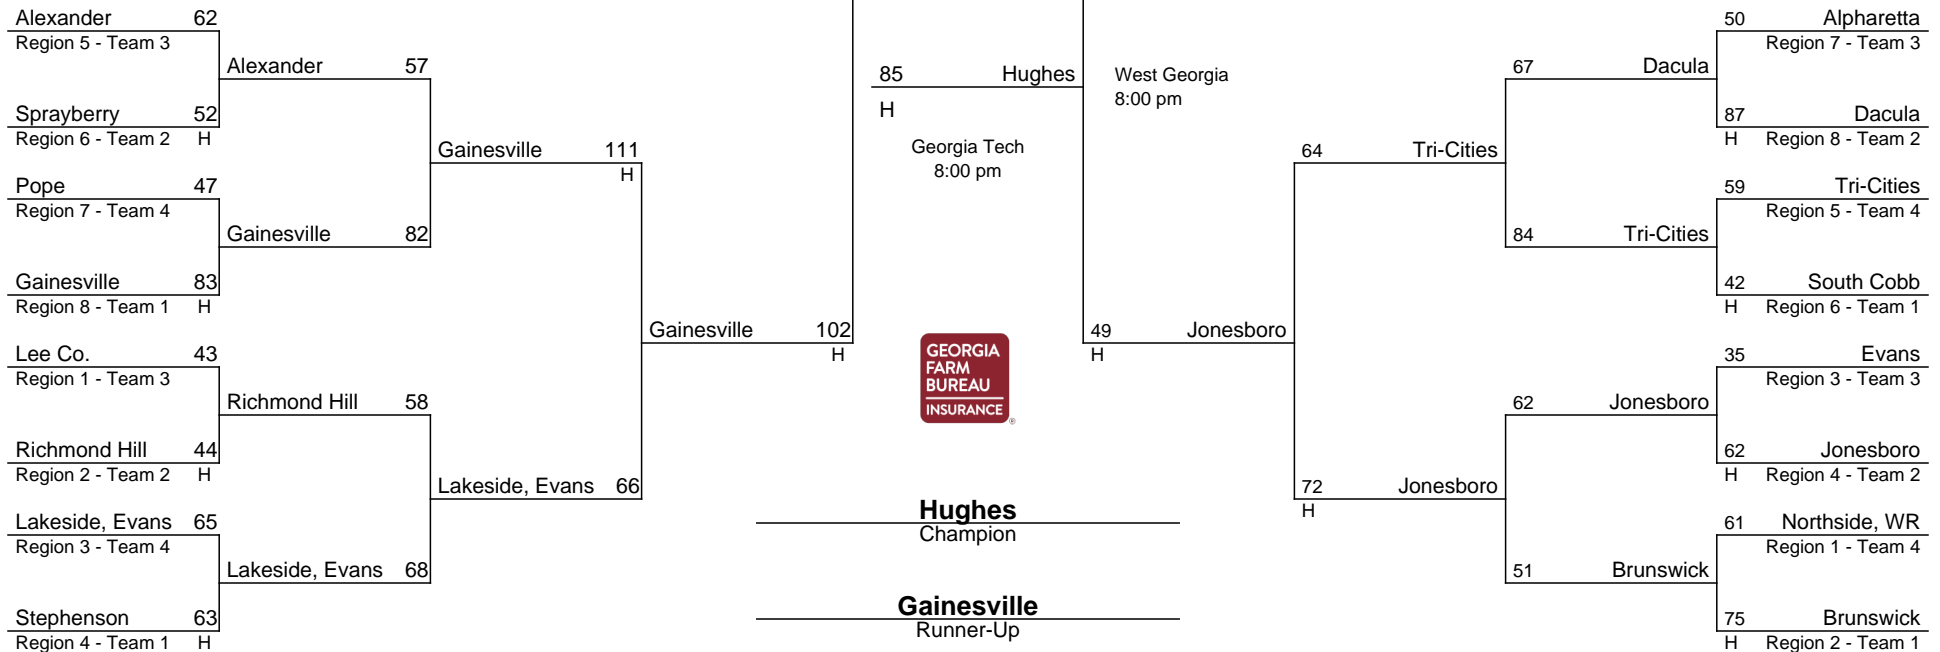 Alexander 62
Region 5 - Team 3
Alexander 57
Sprayberry 52
Region 6 - Team 2 H
Gainesville 111
H
Pope 47
Region 7 - Team 4
Gainesville 82
Gainesville 83
Region 8 - Team 1 H
Gainesville 102
H
Lee Co. 43
Region 1 - Team 3
Richmond Hill 58
Richmond Hill 44
Region 2 - Team 2 H
Lakeside, Evans 66
Lakeside, Evans 65
Region 3 - Team 4
Lakeside, Evans 68
Stephenson 63
Region 4 - Team 1 H
85 Hughes
H
Georgia Tech
8:00 pm
West Georgia
8:00 pm
GEORGIA
FARM
BUREAU
INSURANCE
®
Hughes
Champion
Gainesville
Runner-Up
49 Jonesboro
H
64 Tri-Cities
72 Jonesboro
H
67 Dacula
84 Tri-Cities
62 Jonesboro
51 Brunswick
50 Alpharetta
Region 7 - Team 3
87 Dacula
H Region 8 - Team 2
59 Tri-Cities
Region 5 - Team 4
42 South Cobb
H Region 6 - Team 1
35 Evans
Region 3 - Team 3
62 Jonesboro
H Region 4 - Team 2
61 Northside, WR
Region 1 - Team 4
75 Brunswick
H Region 2 - Team 1